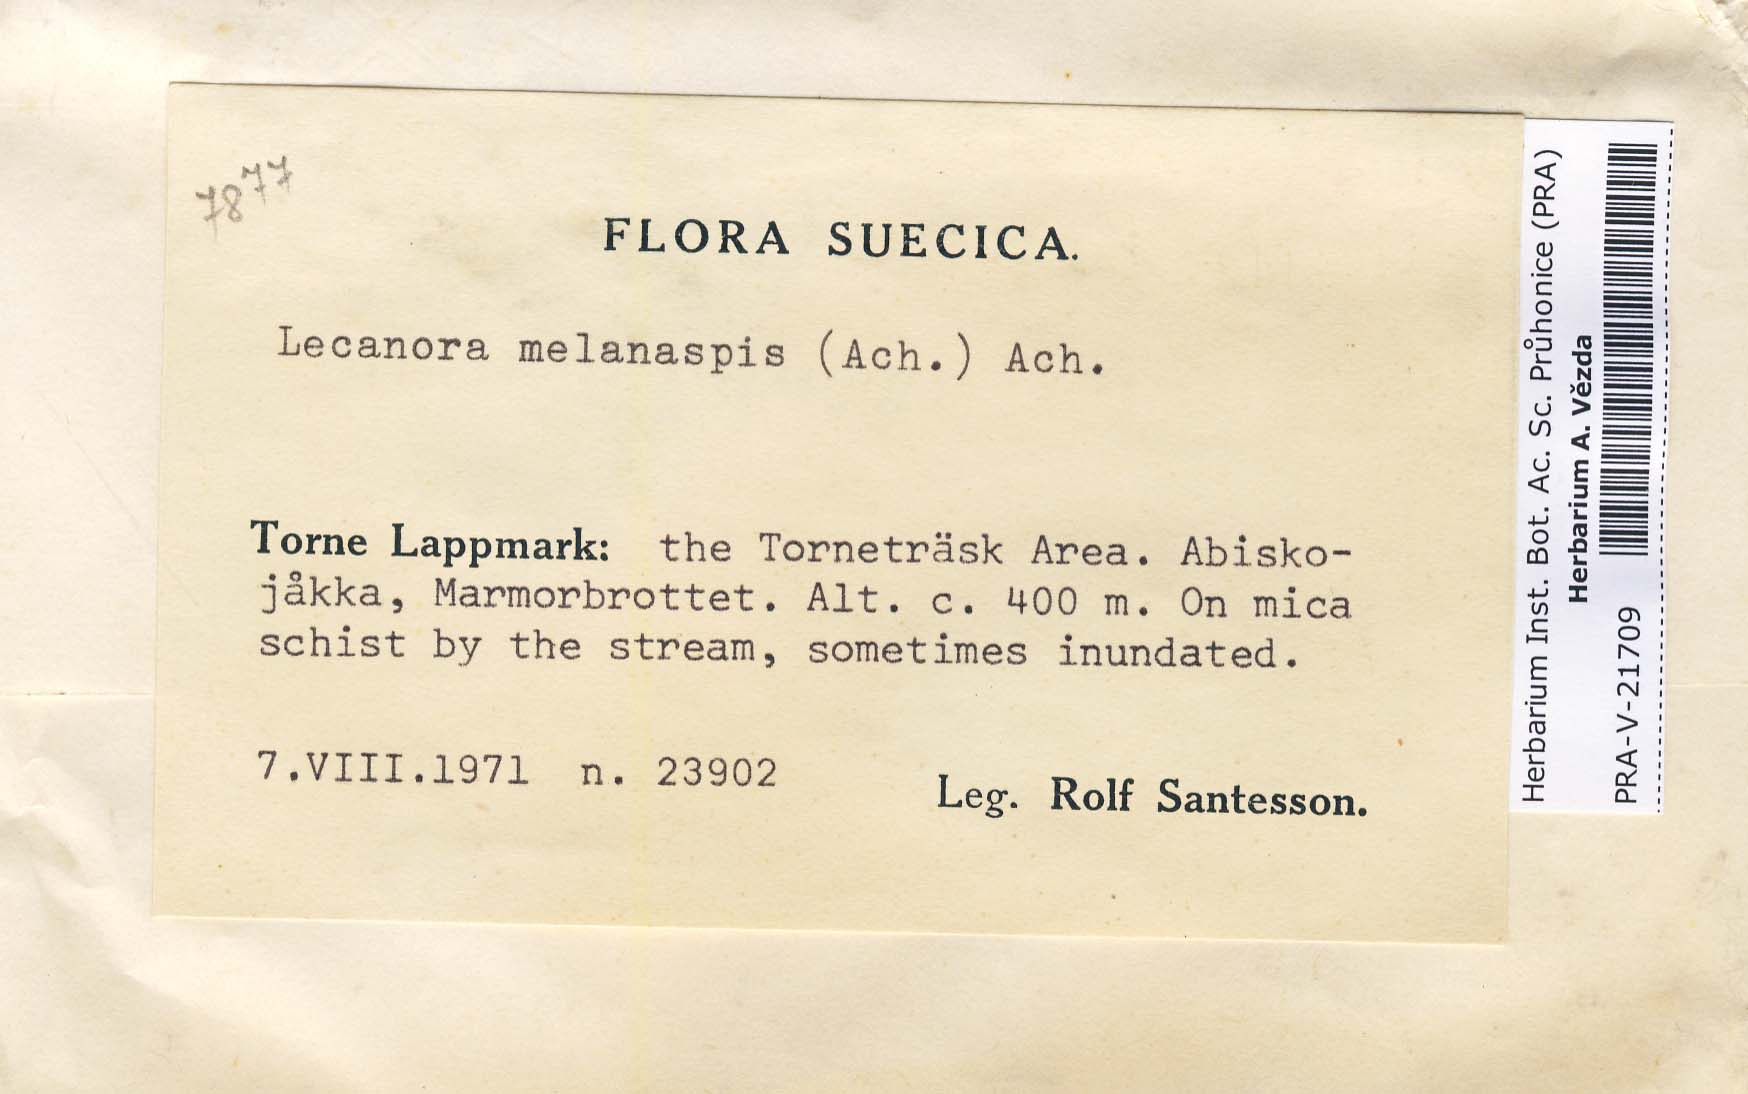 7877
FLORA SUECICA.
Lecanora melanaspis (Ach.) Ach.
Torne Lappmark: the Torneträsk Area. Abisko-
jåkka, Marmorbrottet. Alt. c. 400 m. On mica
schist by the stream, sometimes inundated.
7.VIII.1971 n. 23902
Leg. Rolf Santesson.
Herbarium Inst. Bot. Ac. Sc. Průhonice (PRA)
Herbarium A. Vězda
PRA-V-21709